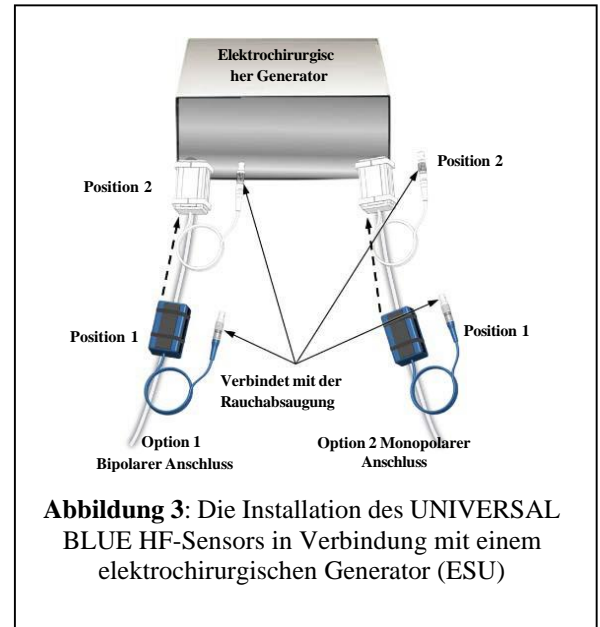 Elektrochirurgisc
her Generator
Position 2
Position 2
Position 1
Position 1
Verbindet mit der
Rauchabsaugung
Option 1
Bipolarer Anschluss
Option 2 Monopolarer
Anschluss
Abbildung 3: Die Installation des UNIVERSAL
BLUE HF-Sensors in Verbindung mit einem
elektrochirurgischen Generator (ESU)